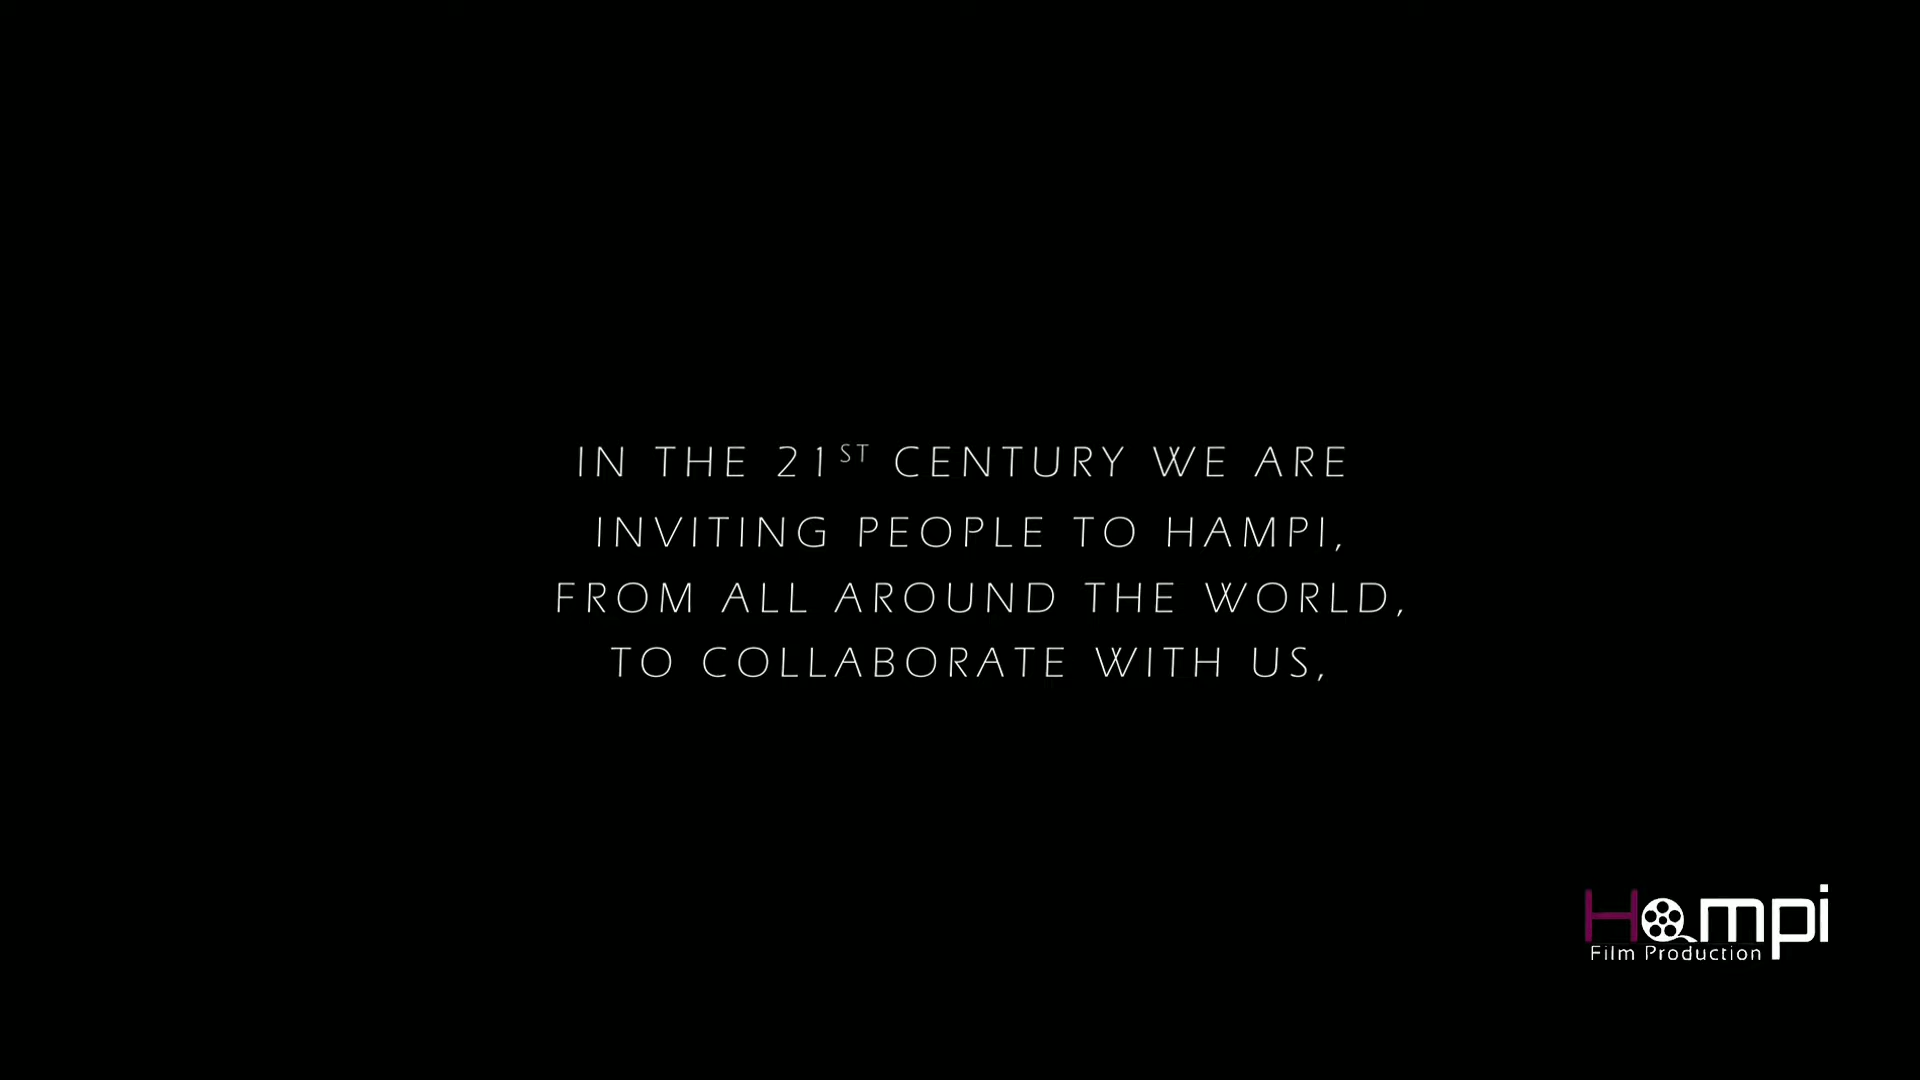 IN THE 21ST CENTURY WE ARE
INVITING PEOPLE TO HAMPI,
FROM ALL AROUND THE WORLD,
TO COLLABORATE WITH US,
Hampi
Film Production